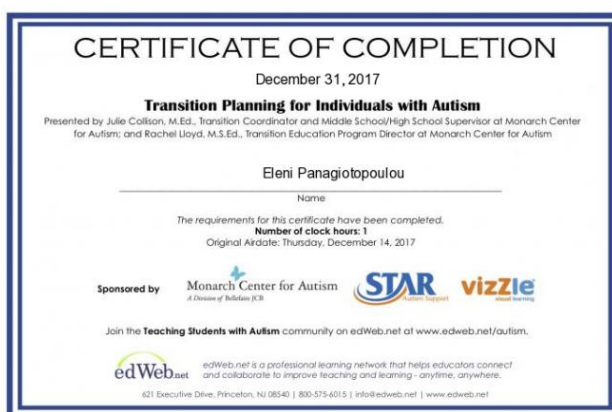 CERTIFICATE OF COMPLETION
December 31, 2017
Transition Planning for Individuals with Autism
Presented by Julie Collison, M.Ed., Transition Coordinator and Middle School/High School Supervisor at Monarch Center
for Autism; and Rachel Lloyd, M.S.Ed., Transition Education Program Director at Monarch Center for Autism
Eleni Panagiotopoulou
Name
The requirements for this certificate have been completed.
Number of clock hours: 1
Original Airdate: Thursday, December 14, 2017
Sponsored by
Monarch Center for Autism
A Division of Bellefaire JCB
STAR
Autism Support
vizZle
visual learning
Join the Teaching Students with Autism community on edWeb.net at www.edweb.net/autism.
edWeb.net
edWeb.net is a professional learning network that helps educators connect
and collaborate to improve teaching and learning - anytime, anywhere.
621 Executive Drive, Princeton, NJ 08540 | 800-575-6015 | info@edweb.net | www.edweb.net